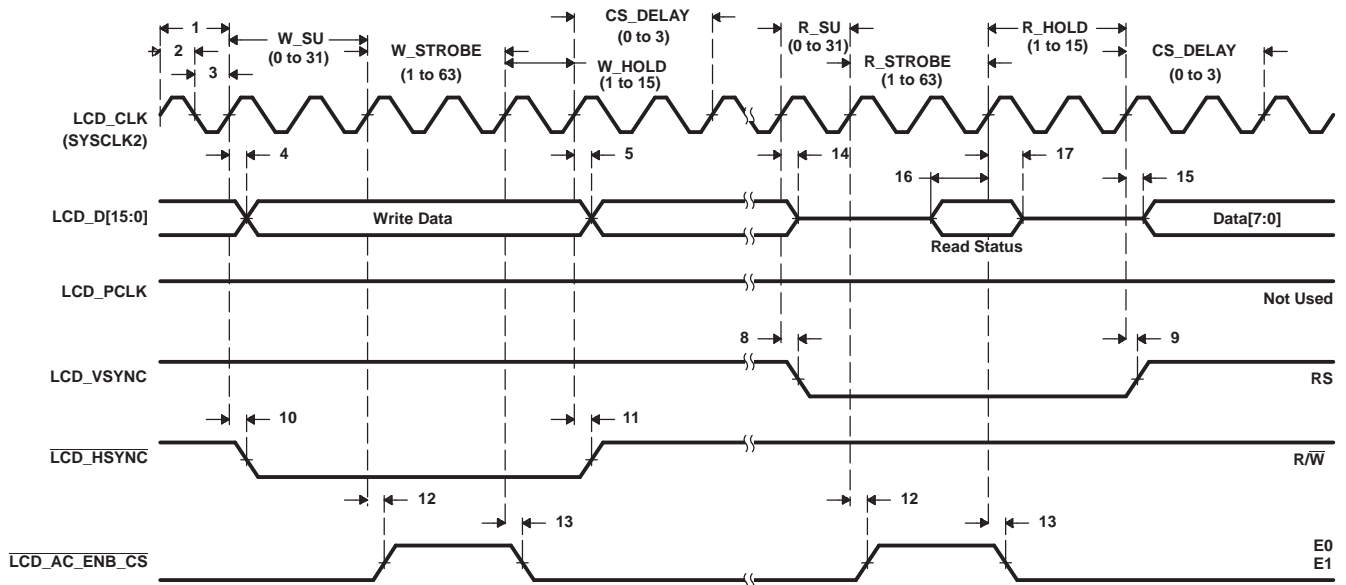 1
2
3
W_SU
(0 to 31)
W_STROBE
(1 to 63)
CS_DELAY
(0 to 3)
W_HOLD
(1 to 15)
R_SU
(0 to 31)
R_STROBE
(1 to 63)
R_HOLD
(1 to 15)
CS_DELAY
(0 to 3)
LCD_CLK
(SYSCLK2)
4
5
14
16
17
15
LCD_D[15:0]
Write Data
Read Status
Data[7:0]
LCD_PCLK
Not Used
8
9
LCD_VSYNC
RS
10
11
LCD_HSYNC
R/W
12
13
12
13
LCD_AC_ENB_CS
E0
E1